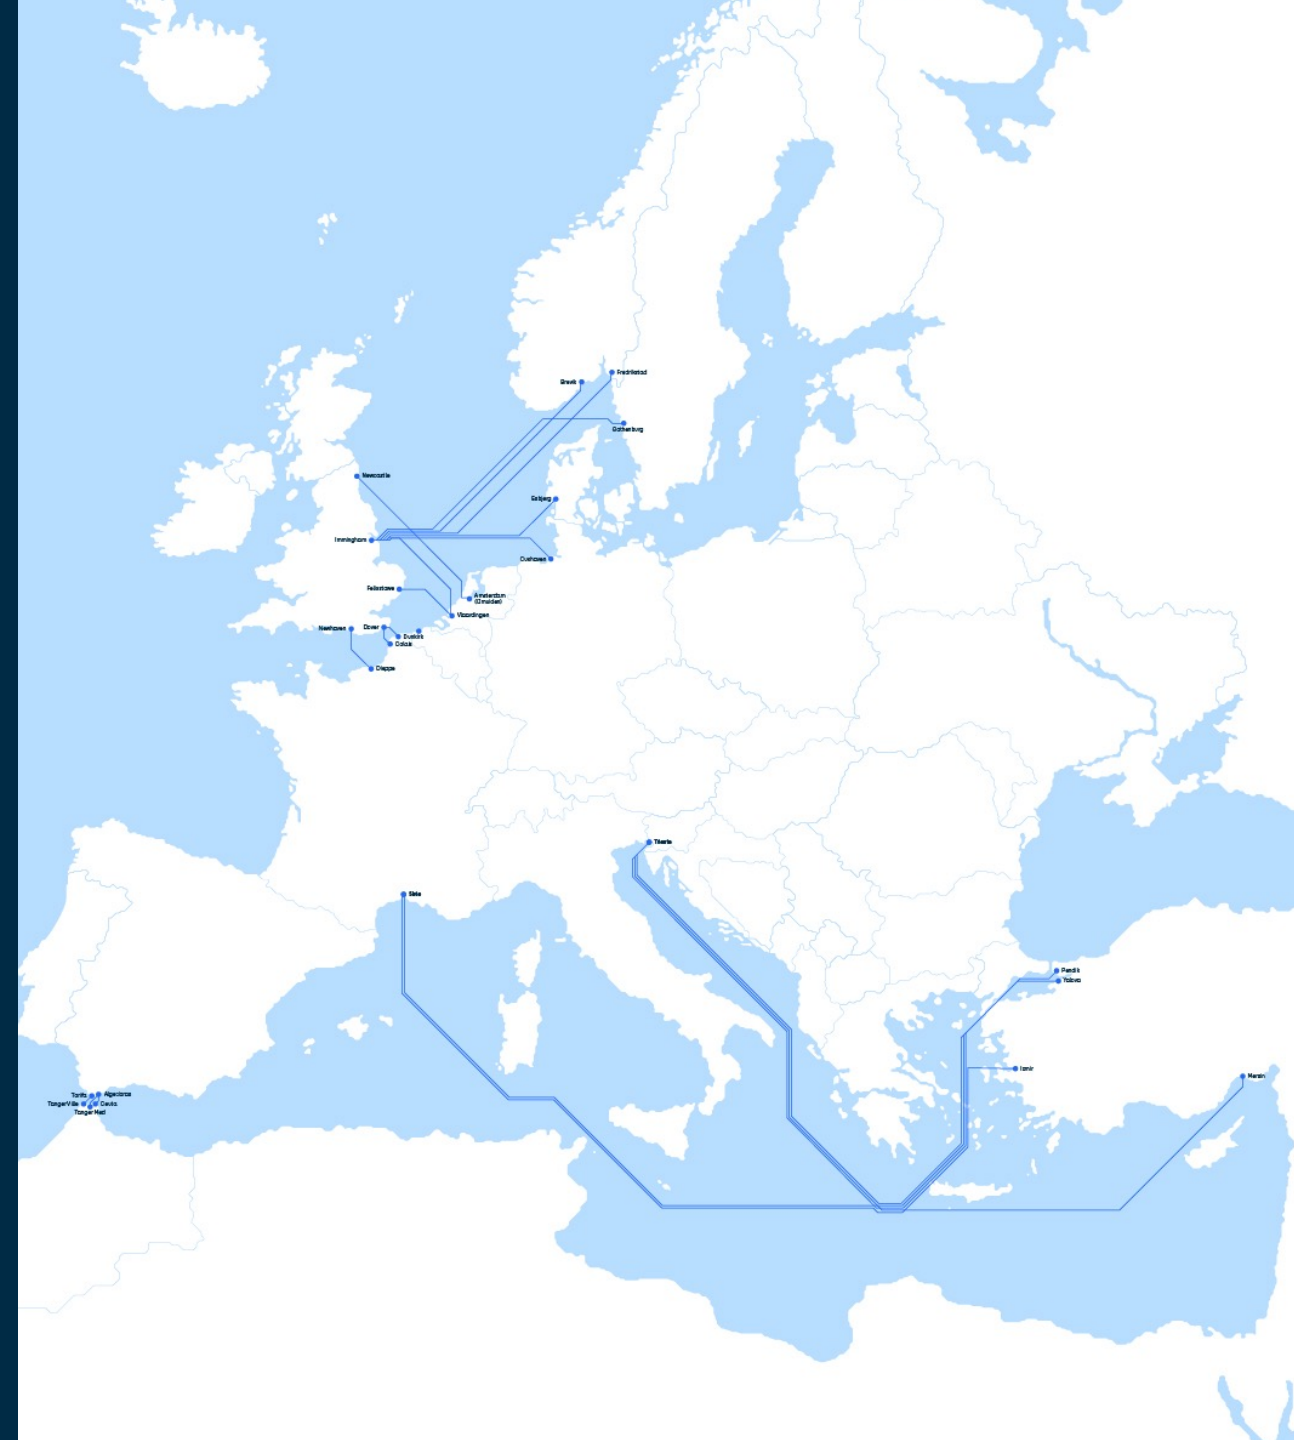 Fredrikstad
Brevik
Gothenburg
Newcastle
Esbjerg
Immingham
Cuxhaven
Felixstowe
Amsterdam
(IJmuiden)
Vlaardingen
Newhaven
Dover
Dunkirk
Calais
Dieppe
Trieste
Sète
Pendik
Yalova
Izmir
Mersin
Tarifa
Algeciras
Tanger Ville
Ceuta
Tanger Med